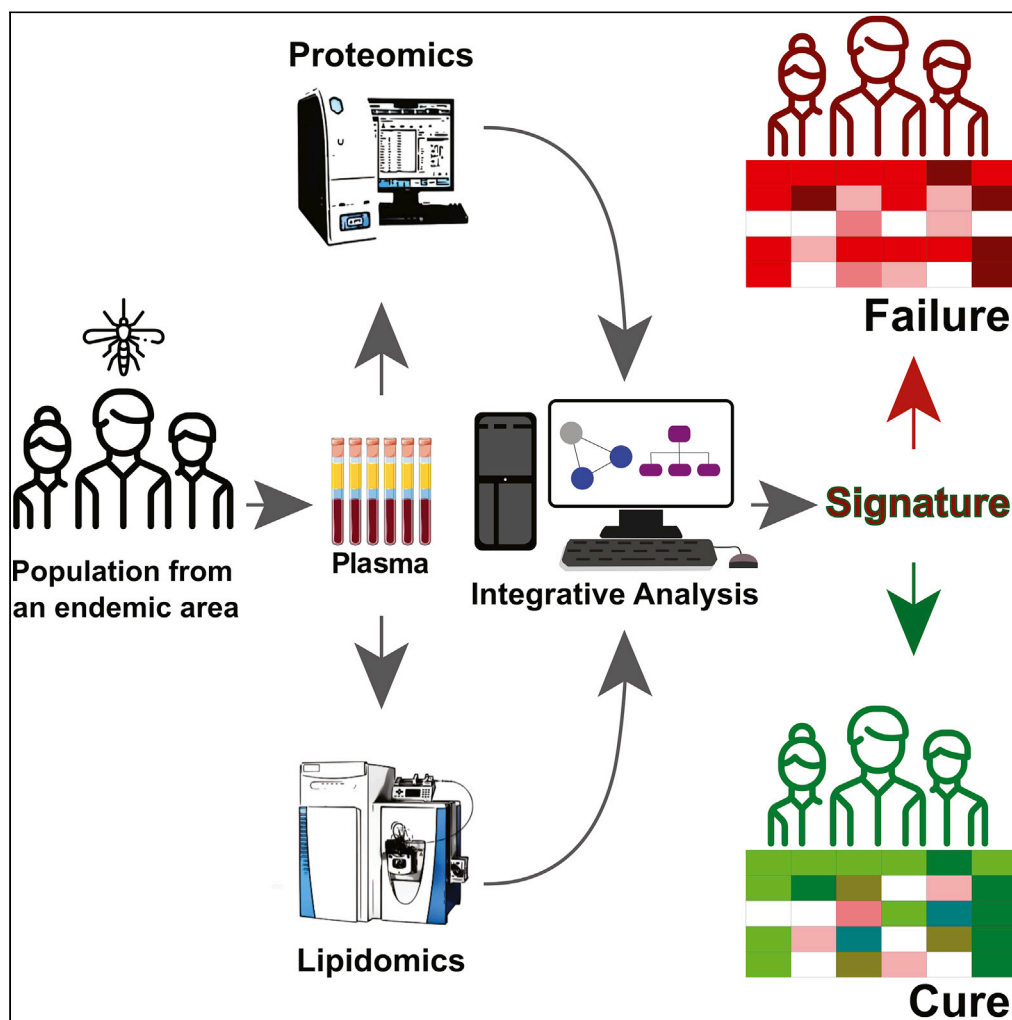 Proteomics
Failure
Population from
an endemic area
Plasma
Integrative Analysis
Signature
Lipidomics
Cure